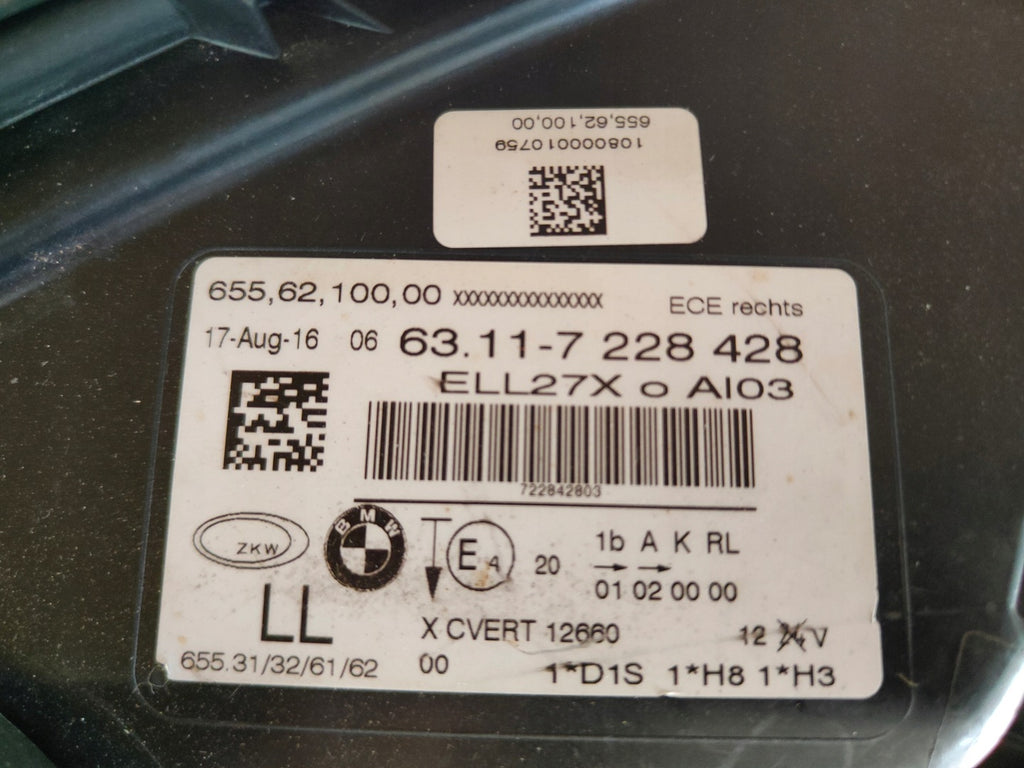 655,62,100,00
108000010759
655,62,100,00 xxxxxxxxxxxxxxxx ECE rechts
17-Aug-16 06 63.11-7 228 428
ELL27X o AI03
722842803
ZKW BMW E 4 20 1b A K RL
01 02 00 00
LL X CVERT 12660 12 24 V
655.31/32/61/62 00 1*D1S 1*H8 1*H3